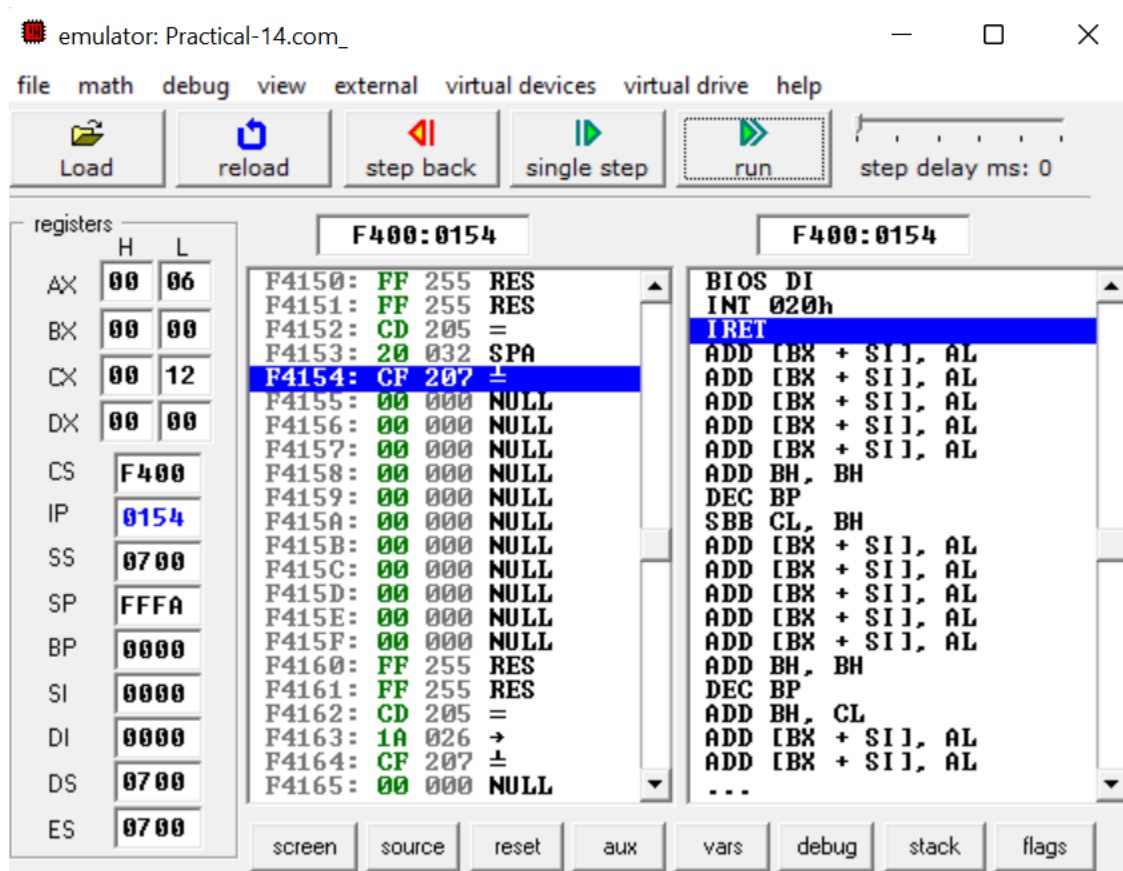 emulator: Practical-14.com_
file math debug view external virtual devices virtual drive help
Load reload step back single step run step delay ms: 0
registers
H L
AX 00 06
BX 00 00
CX 00 12
DX 00 00
CS F400
IP 0154
SS 0700
SP FFFA
BP 0000
SI 0000
DI 0000
DS 0700
ES 0700
F400:0154
F4150: FF 255 RES
F4151: FF 255 RES
F4152: CD 205 =
F4153: 20 032 SPA
F4154: CF 207 ╧
F4155: 00 000 NULL
F4156: 00 000 NULL
F4157: 00 000 NULL
F4158: 00 000 NULL
F4159: 00 000 NULL
F415A: 00 000 NULL
F415B: 00 000 NULL
F415C: 00 000 NULL
F415D: 00 000 NULL
F415E: 00 000 NULL
F415F: 00 000 NULL
F4160: FF 255 RES
F4161: FF 255 RES
F4162: CD 205 =
F4163: 1A 026 →
F4164: CF 207 ╧
F4165: 00 000 NULL
F400:0154
BIOS DI
INT 020h
IRET
ADD [BX + SI], AL
ADD [BX + SI], AL
ADD [BX + SI], AL
ADD [BX + SI], AL
ADD [BX + SI], AL
ADD BH, BH
DEC BP
SBB CL, BH
ADD [BX + SI], AL
ADD [BX + SI], AL
ADD [BX + SI], AL
ADD [BX + SI], AL
ADD [BX + SI], AL
ADD BH, BH
DEC BP
ADD BH, CL
ADD [BX + SI], AL
ADD [BX + SI], AL
...
screen source reset aux vars debug stack flags